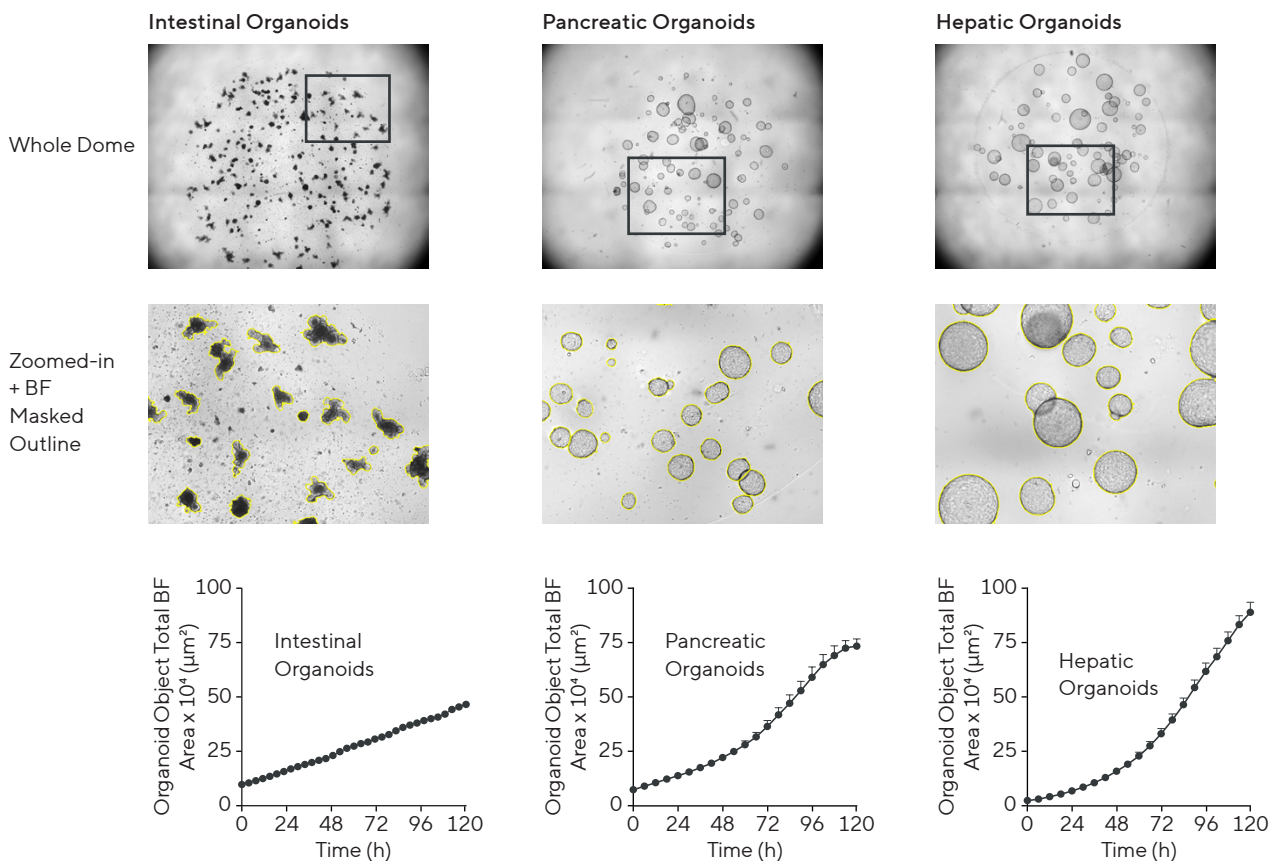 Intestinal Organoids
Pancreatic Organoids
Hepatic Organoids
Whole Dome
Zoomed-in
+ BF
Masked
Outline
Organoid Object Total BF
Area x 10⁴ (µm²)
100
75
50
25
0
Intestinal
Organoids
0 24 48 72 96 120
Time (h)
Organoid Object Total BF
Area x 10⁴ (µm²)
100
75
50
25
0
Pancreatic
Organoids
0 24 48 72 96 120
Time (h)
Organoid Object Total BF
Area x 10⁴ (µm²)
100
75
50
25
0
Hepatic
Organoids
0 24 48 72 96 120
Time (h)